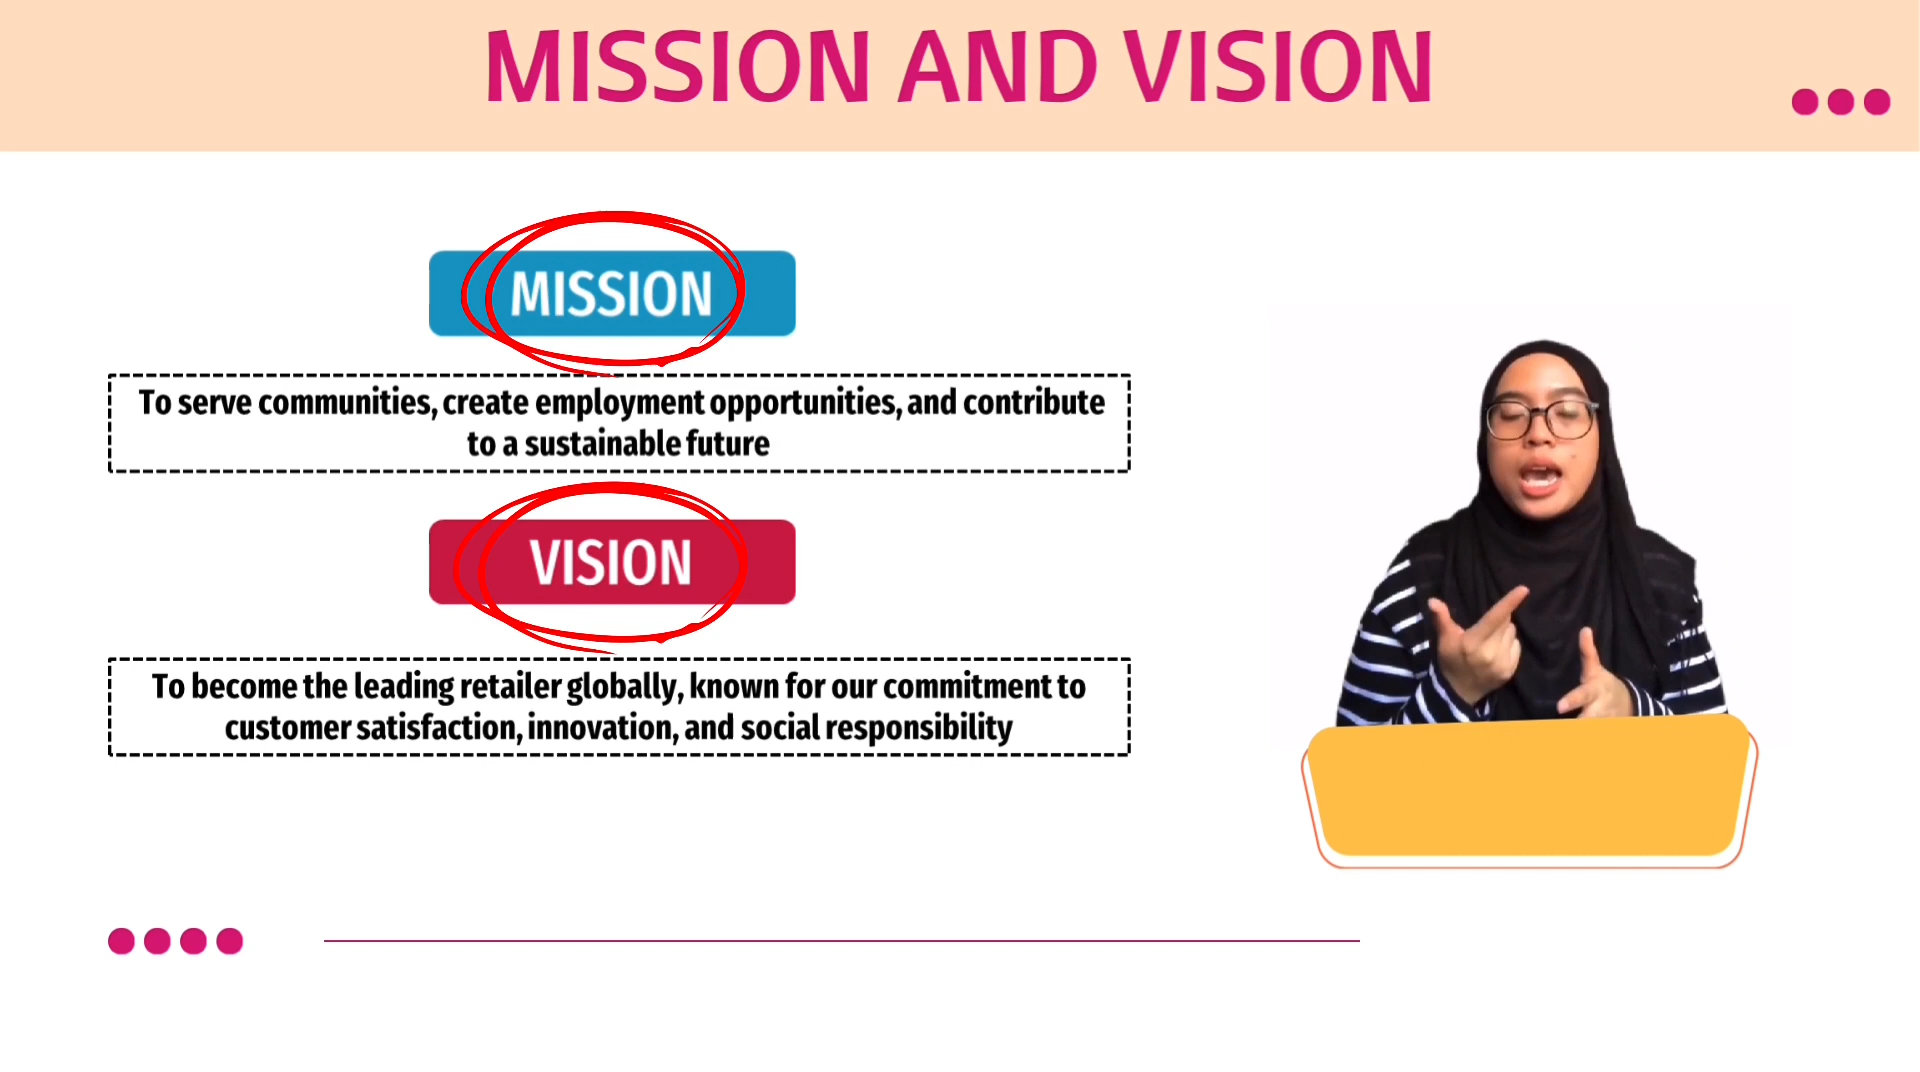 MISSION AND VISION
MISSION
To serve communities, create employment opportunities, and contribute
to a sustainable future
VISION
To become the leading retailer globally, known for our commitment to
customer satisfaction, innovation, and social responsibility